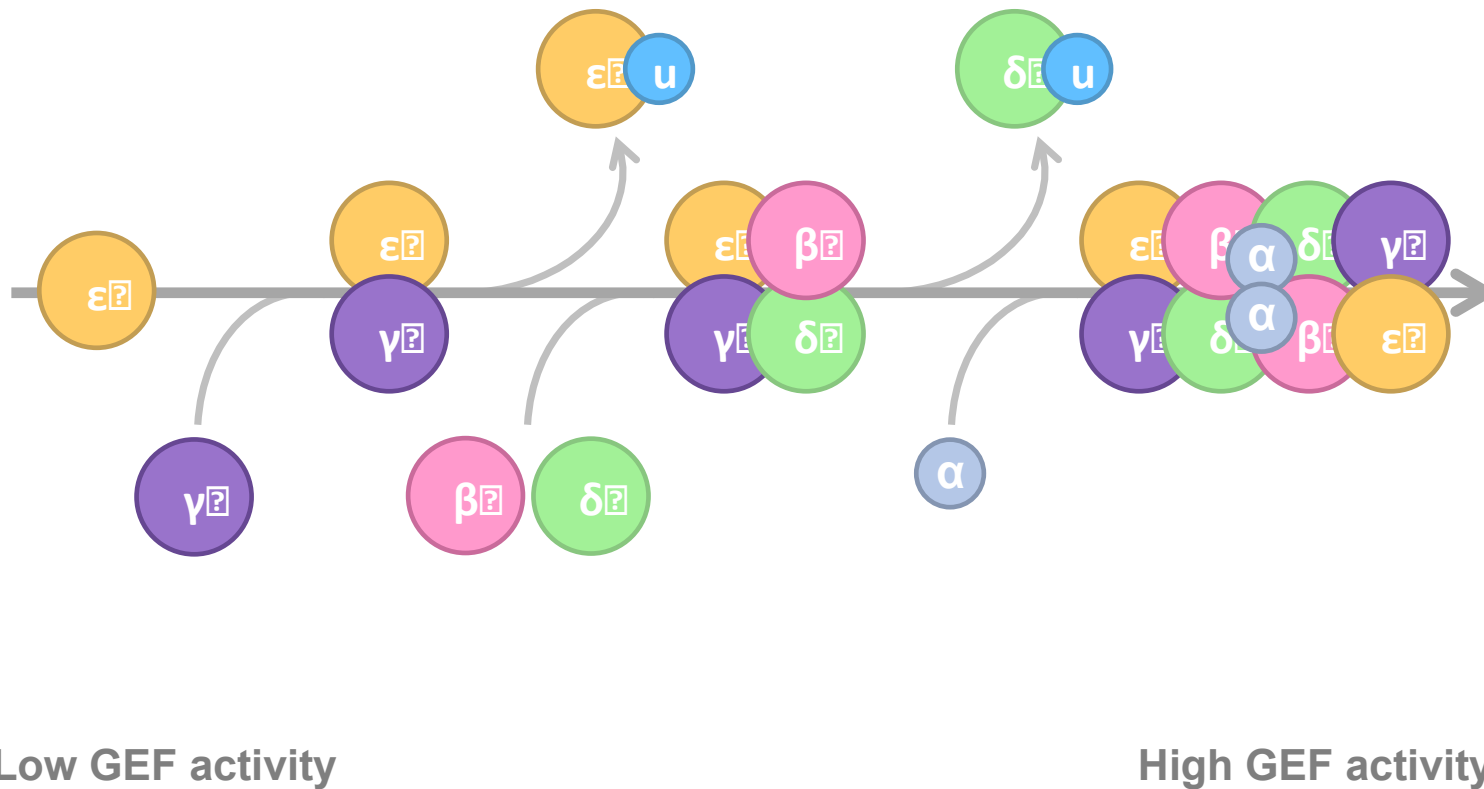 ε⍰ u δ⍰ u
ε⍰ ε⍰ β⍰ ε⍰ β δ⍰ γ⍰
ε⍰ α
γ⍰ γ⍰ δ⍰ γ⍰ δ α β⍰ ε⍰
γ⍰ β⍰ δ⍰ α
Low GEF activity High GEF activity